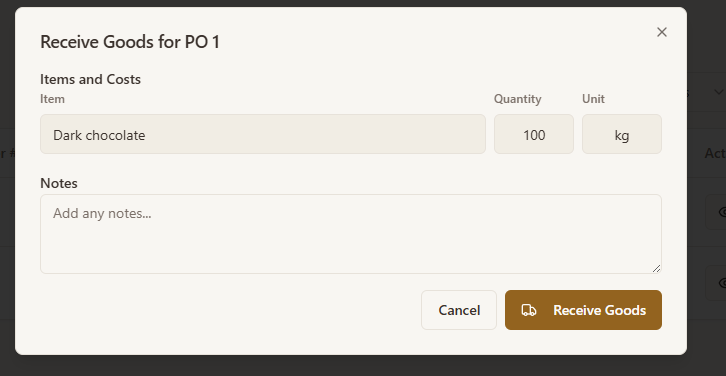 Receive Goods for PO 1
Items and Costs
Item Quantity Unit
Dark chocolate 100 kg
Notes
Add any notes...
Cancel Receive Goods